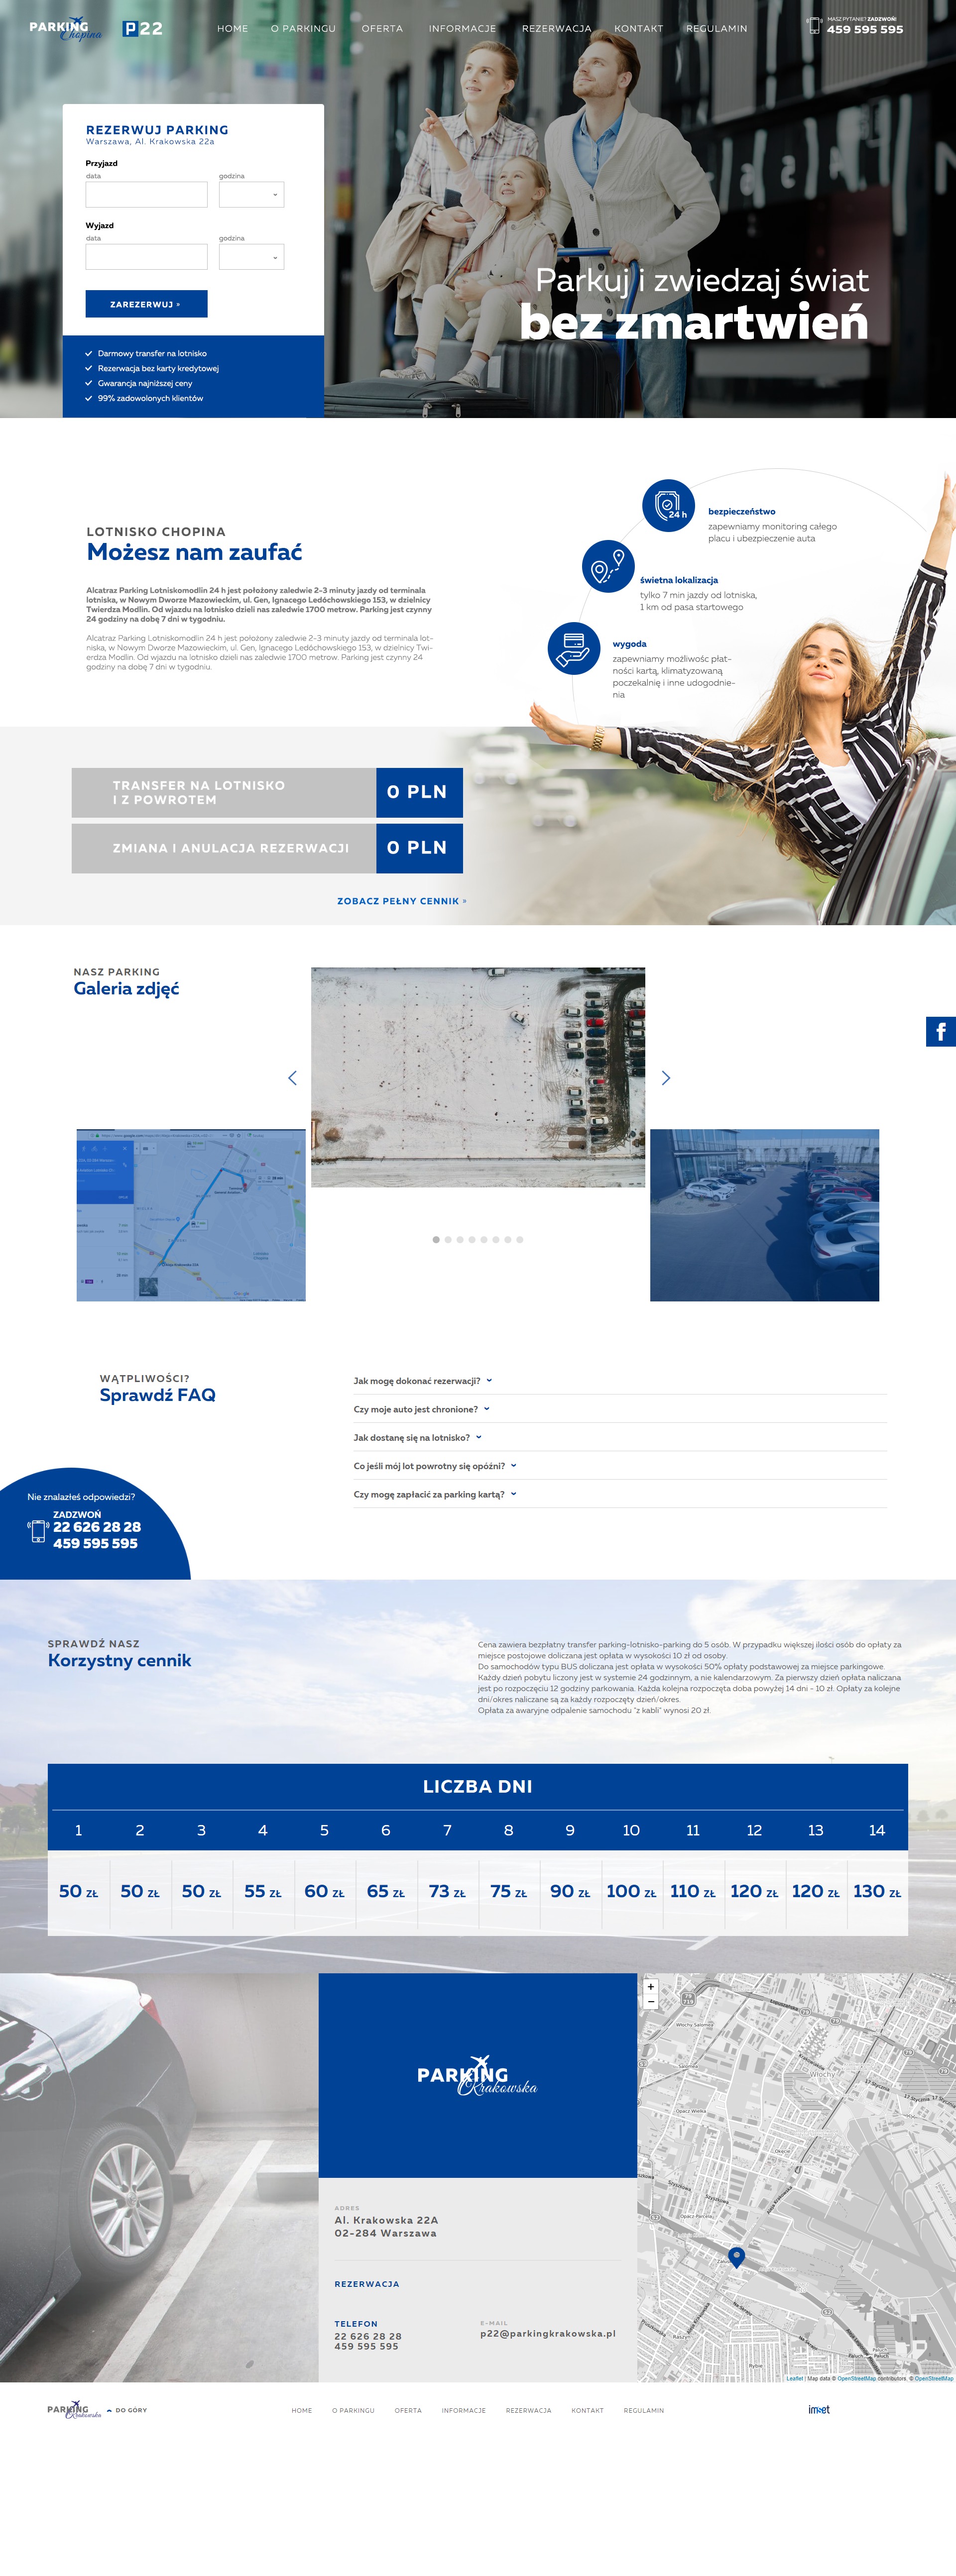 PARKING Chopina
P22
HOME O PARKINGU OFERTA INFORMACJE REZERWACJA KONTAKT REGULAMIN
MASZ PYTANIE? ZADZWOŃ!
459 595 595
REZERWUJ PARKING
Warszawa, Al. Krakowska 22a
Przyjazd
data godzina
Wyjazd
data godzina
ZAREZERWUJ »
Darmowy transfer na lotnisko
Rezerwacja bez karty kredytowej
Gwarancja najniższej ceny
99% zadowolonych klientów
Parkuj i zwiedzaj świat
bez zmartwień
LOTNISKO CHOPINA
Możesz nam zaufać
Alcatraz Parking Lotniskomodlin 24 h jest położony zaledwie 2-3 minuty jazdy od terminala
lotniska, w Nowym Dworze Mazowieckim, ul. Gen, Ignacego Ledóchowskiego 153, w dzielnicy
Twierdza Modlin. Od wjazdu na lotnisko dzieli nas zaledwie 1700 metrow. Parking jest czynny
24 godziny na dobę 7 dni w tygodniu.
Alcatraz Parking Lotniskomodlin 24 h jest położony zaledwie 2-3 minuty jazdy od terminala lot-
niska, w Nowym Dworze Mazowieckim, ul. Gen, Ignacego Ledóchowskiego 153, w dzielnicy Twi-
erdza Modlin. Od wjazdu na lotnisko dzieli nas zaledwie 1700 metrow. Parking jest czynny 24
godziny na dobę 7 dni w tygodniu.
24 h
bezpieczeństwo
zapewniamy monitoring całego
placu i ubezpieczenie auta
świetna lokalizacja
tylko 7 min jazdy od lotniska,
1 km od pasa startowego
wygoda
zapewniamy możliwośc płat-
ności kartą, klimatyzowaną
poczekalnię i inne udogodnie-
nia
TRANSFER NA LOTNISKO
I Z POWROTEM
0 PLN
ZMIANA I ANULACJA REZERWACJI
0 PLN
ZOBACZ PEŁNY CENNIK »
NASZ PARKING
Galeria zdjęć
WĄTPLIWOŚCI?
Sprawdź FAQ
Jak mogę dokonać rezerwacji?
Czy moje auto jest chronione?
Jak dostanę się na lotnisko?
Co jeśli mój lot powrotny się opóźni?
Czy mogę zapłacić za parking kartą?
Nie znalazłeś odpowiedzi?
ZADZWOŃ
22 626 28 28
459 595 595
SPRAWDŹ NASZ
Korzystny cennik
Cena zawiera bezpłatny transfer parking-lotnisko-parking do 5 osób. W przypadku większej ilości osób do opłaty za
miejsce postojowe doliczana jest opłata w wysokości 10 zł od osoby.
Do samochodów typu BUS doliczana jest opłata w wysokości 50% opłaty podstawowej za miejsce parkingowe.
Każdy dzień pobytu liczony jest w systemie 24 godzinnym, a nie kalendarzowym. Za pierwszy dzień opłata naliczana
jest po rozpoczęciu 12 godziny parkowania. Każda kolejna rozpoczęta doba powyżej 14 dni - 10 zł. Opłaty za kolejne
dni/okres naliczane są za każdy rozpoczęty dzień/okres.
Opłata za awaryjne odpalenie samochodu "z kabli" wynosi 20 zł.
LICZBA DNI
1 2 3 4 5 6 7 8 9 10 11 12 13 14
50 ZŁ 50 ZŁ 50 ZŁ 55 ZŁ 60 ZŁ 65 ZŁ 73 ZŁ 75 ZŁ 90 ZŁ 100 ZŁ 110 ZŁ 120 ZŁ 120 ZŁ 130 ZŁ
PARKING Krakowska
ADRES
Al. Krakowska 22A
02-284 Warszawa
REZERWACJA
TELEFON
22 626 28 28
459 595 595
E-MAIL
p22@parkingkrakowska.pl
+
−
Włochy
Opacz Wielka
Okęcie
Leaflet | Map data © OpenStreetMap contributors, © OpenStreetMap
PARKING Krakowska
DO GÓRY
HOME O PARKINGU OFERTA INFORMACJE REZERWACJA KONTAKT REGULAMIN